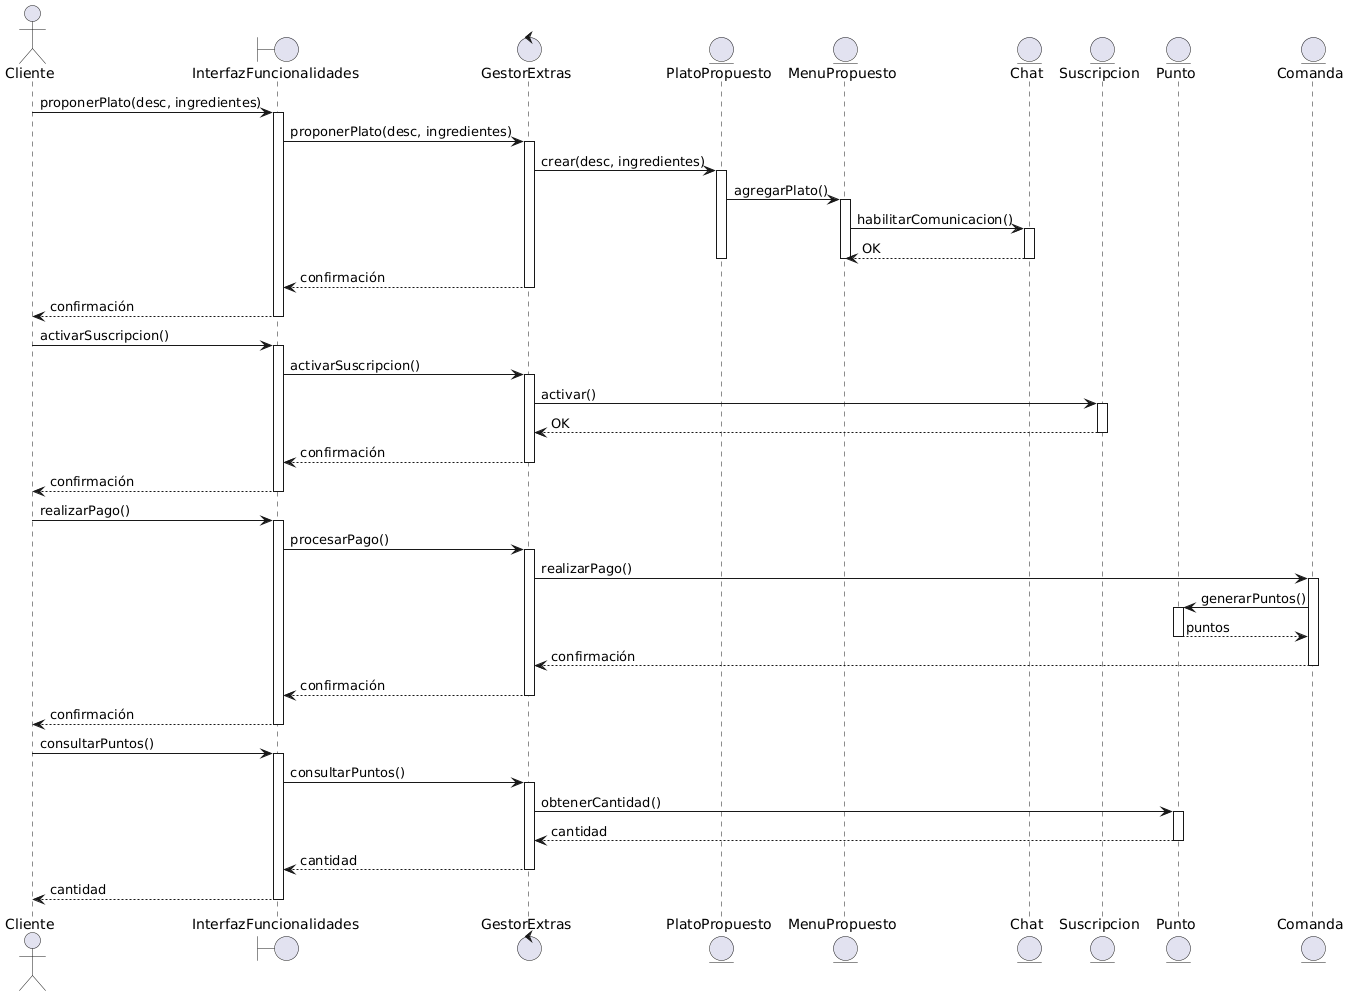 Cliente InterfazFuncionalidades GestorExtras PlatoPropuesto MenuPropuesto Chat Suscripcion Punto Comanda
proponerPlato(desc, ingredientes)
proponerPlato(desc, ingredientes)
crear(desc, ingredientes)
agregarPlato()
habilitarComunicacion()
OK
confirmación
confirmación
activarSuscripcion()
activarSuscripcion()
activar()
OK
confirmación
confirmación
realizarPago()
procesarPago()
realizarPago()
generarPuntos()
puntos
confirmación
confirmación
confirmación
consultarPuntos()
consultarPuntos()
obtenerCantidad()
cantidad
cantidad
cantidad
Cliente InterfazFuncionalidades GestorExtras PlatoPropuesto MenuPropuesto Chat Suscripcion Punto Comanda